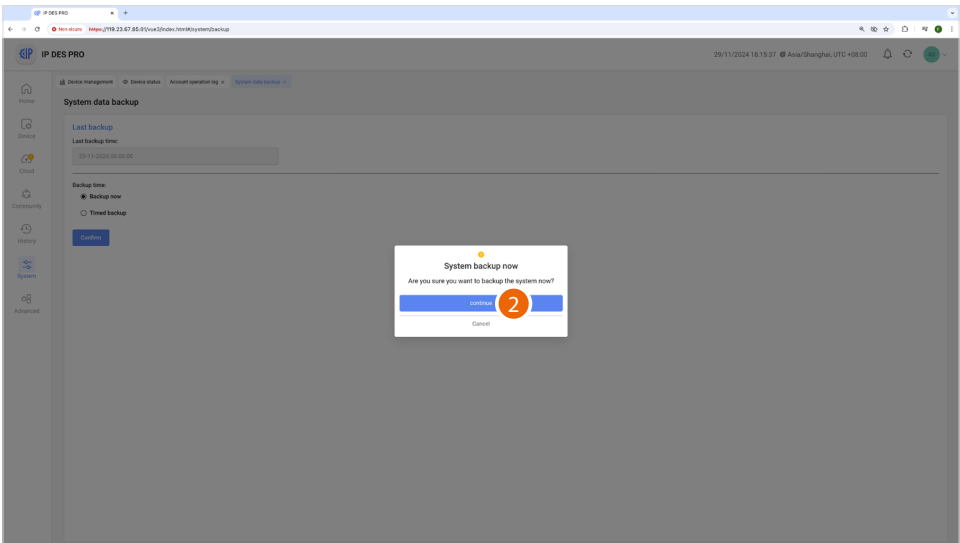 IP DES PRO
Non sicuro https://119.23.67.85:01/vue3/index.html#/system/backup
IP DES PRO
29/11/2024 16:15:37 @ Asia/Shanghai, UTC +08:00
Device management
Device status
Account operation log
System data backup
Home
Device
Cloud
Community
History
System
Advanced
System data backup
Last backup
Last backup time:
29-11-2024 00:00:00
Backup time:
Backup now
Timed backup
Confirm
System backup now
Are you sure you want to backup the system now?
continue
2
Cancel